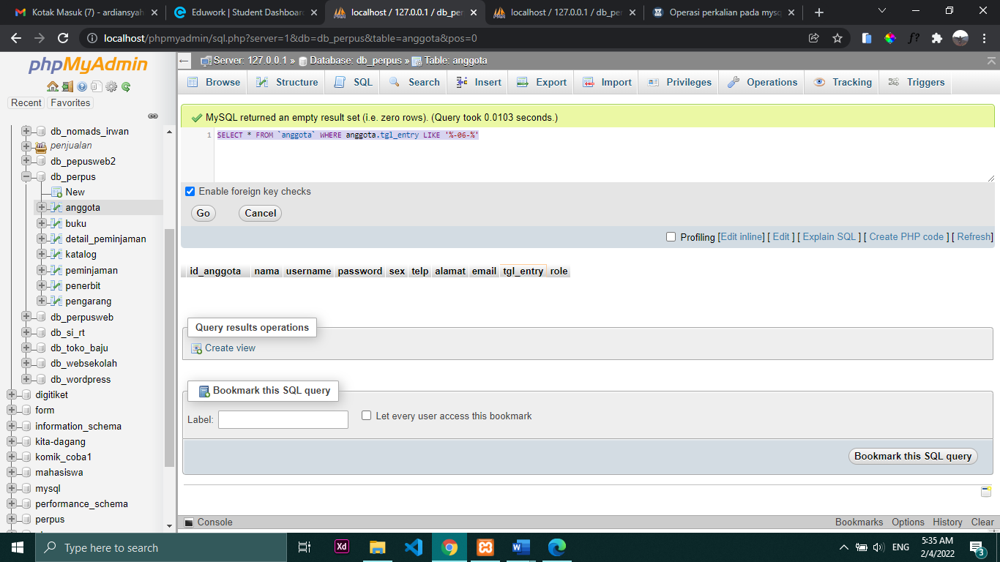 Kotak Masuk (7) - ardiansyah
Eduwork | Student Dashboard
localhost / 127.0.0.1 / db_per
localhost / 127.0.0.1 / db_per
Operasi perkalian pada mysq
localhost/phpmyadmin/sql.php?server=1&db=db_perpus&table=anggota&pos=0
phpMyAdmin
Recent Favorites
db_nomads_irwan
penjualan
db_pepusweb2
db_perpus
New
anggota
buku
detail_peminjaman
katalog
peminjaman
penerbit
pengarang
db_perpusweb
db_si_rt
db_toko_baju
db_websekolah
db_wordpress
digitiket
form
information_schema
kita-dagang
komik_coba1
mahasiswa
mysql
performance_schema
perpus
Server: 127.0.0.1 » Database: db_perpus » Table: anggota
Browse Structure SQL Search Insert Export Import Privileges Operations Tracking Triggers
MySQL returned an empty result set (i.e. zero rows). (Query took 0.0103 seconds.)
1 SELECT * FROM `anggota` WHERE anggota.tgl_entry LIKE '%-06-%'
Enable foreign key checks
Go Cancel
Profiling [Edit inline] [ Edit ] [ Explain SQL ] [ Create PHP code ] [ Refresh]
id_anggota nama username password sex telp alamat email tgl_entry role
Query results operations
Create view
Bookmark this SQL query
Label: Let every user access this bookmark
Bookmark this SQL query
Console Bookmarks Options History Clear
Type here to search
Xd
ENG
5:35 AM
2/4/2022
3